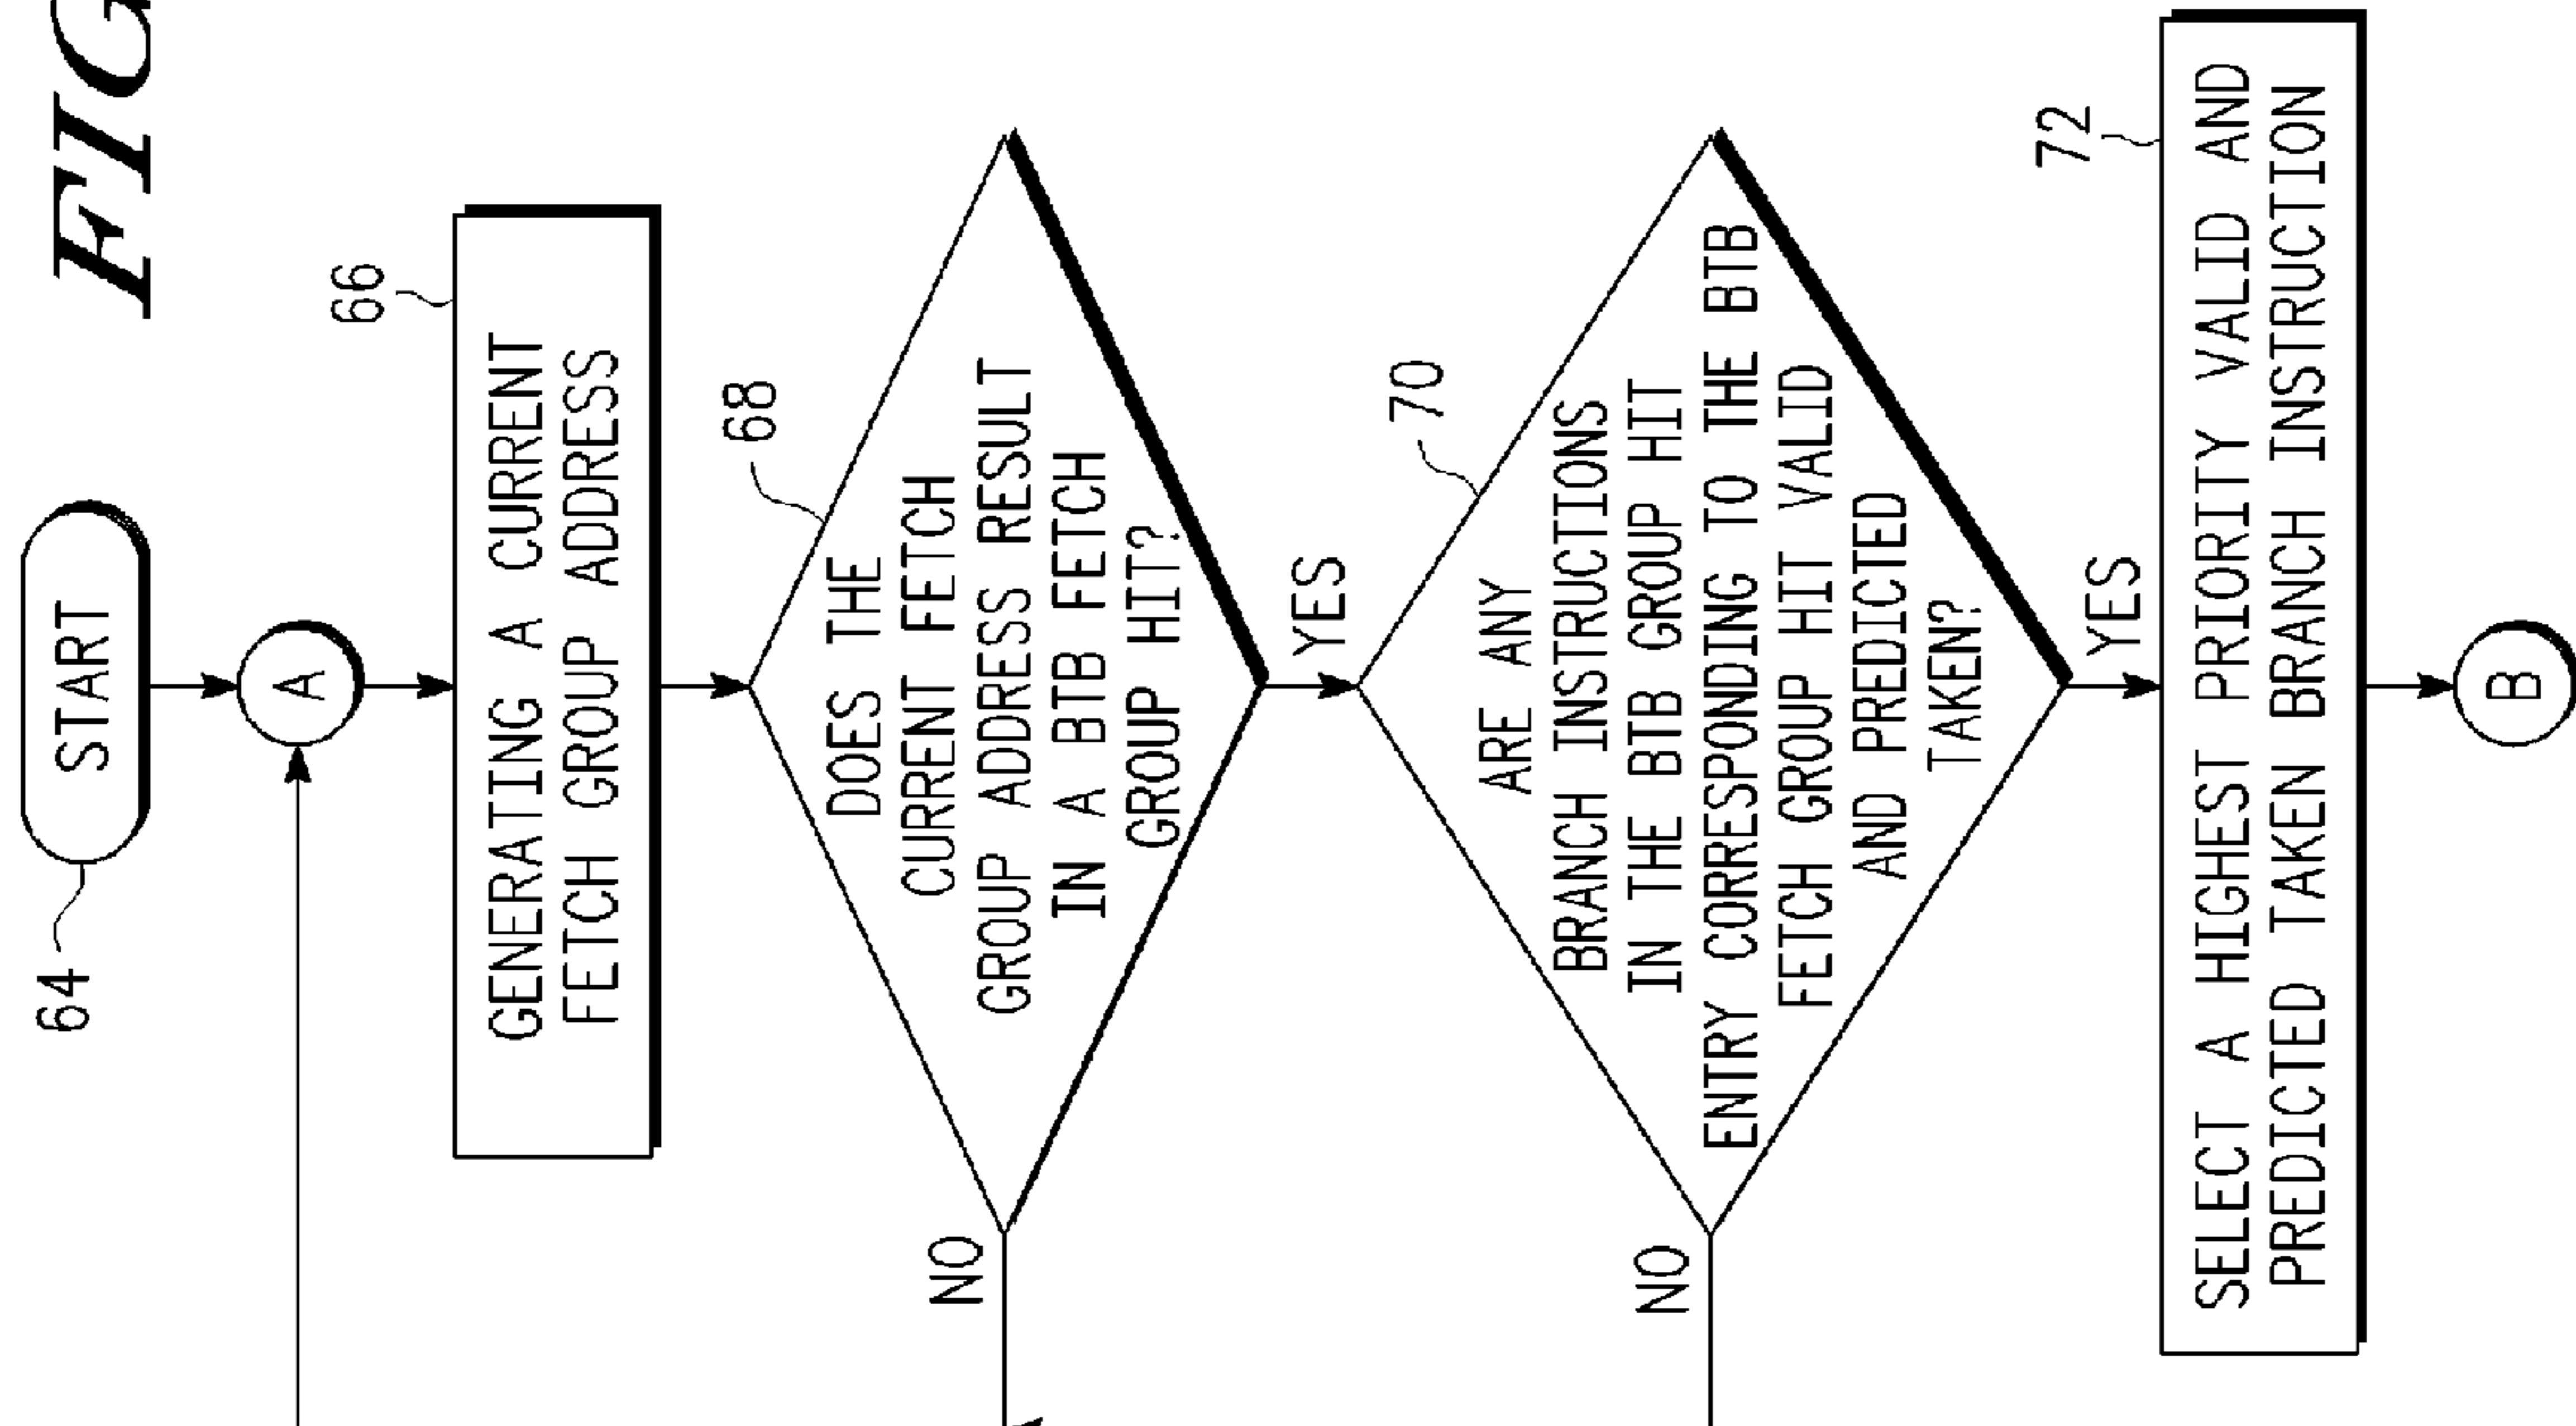 FIG
64
START
A
66
GENERATING A CURRENT
FETCH GROUP ADDRESS
68
DOES THE
CURRENT FETCH
GROUP ADDRESS RESULT
IN A BTB FETCH
GROUP HIT?
NO
YES
70
ARE ANY
BRANCH INSTRUCTIONS
IN THE BTB GROUP HIT
ENTRY CORRESPONDING TO THE BTB
FETCH GROUP HIT VALID
AND PREDICTED
TAKEN?
NO
YES
72
SELECT A HIGHEST PRIORITY VALID AND
PREDICTED TAKEN BRANCH INSTRUCTION
B